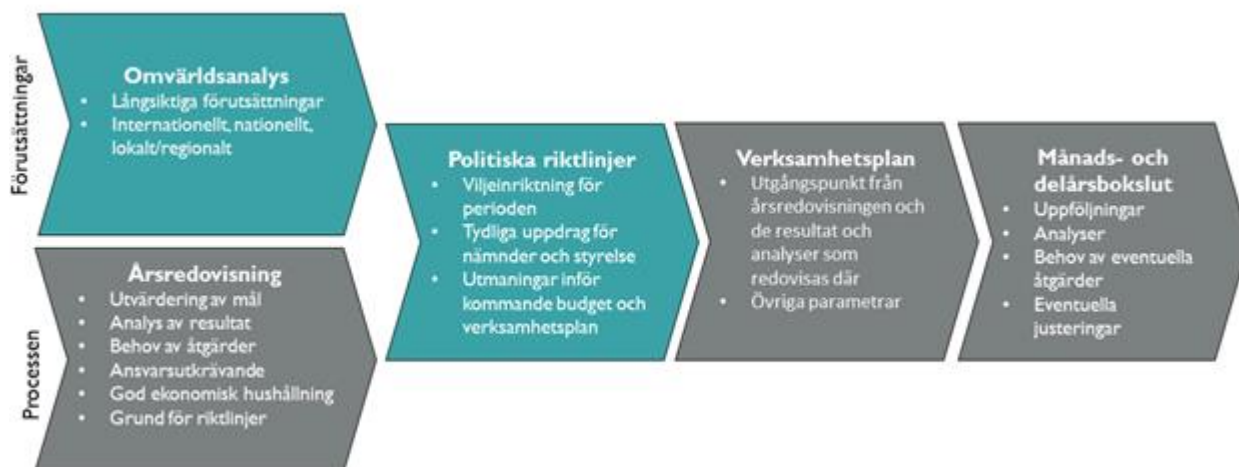 Förutsättningar
Omvärldsanalys
• Långsiktiga förutsättningar
• Internationellt, nationellt,
lokalt/regionalt
Processen
Årsredovisning
• Utvärdering av mål
• Analys av resultat
• Behov av åtgärder
• Ansvarsutkrävande
• God ekonomisk hushållning
• Grund för riktlinjer
Politiska riktlinjer
• Viljeinriktning för
perioden
• Tydliga uppdrag för
nämnder och styrelse
• Utmaningar inför
kommande budget och
verksamhetsplan
Verksamhetsplan
• Utgångspunkt från
årsredovisningen och
de resultat och
analyser som
redovisas där
• Övriga parametrar
Månads- och
delårsbokslut
• Uppföljningar
• Analyser
• Behov av eventuella
åtgärder
• Eventuella
justeringar